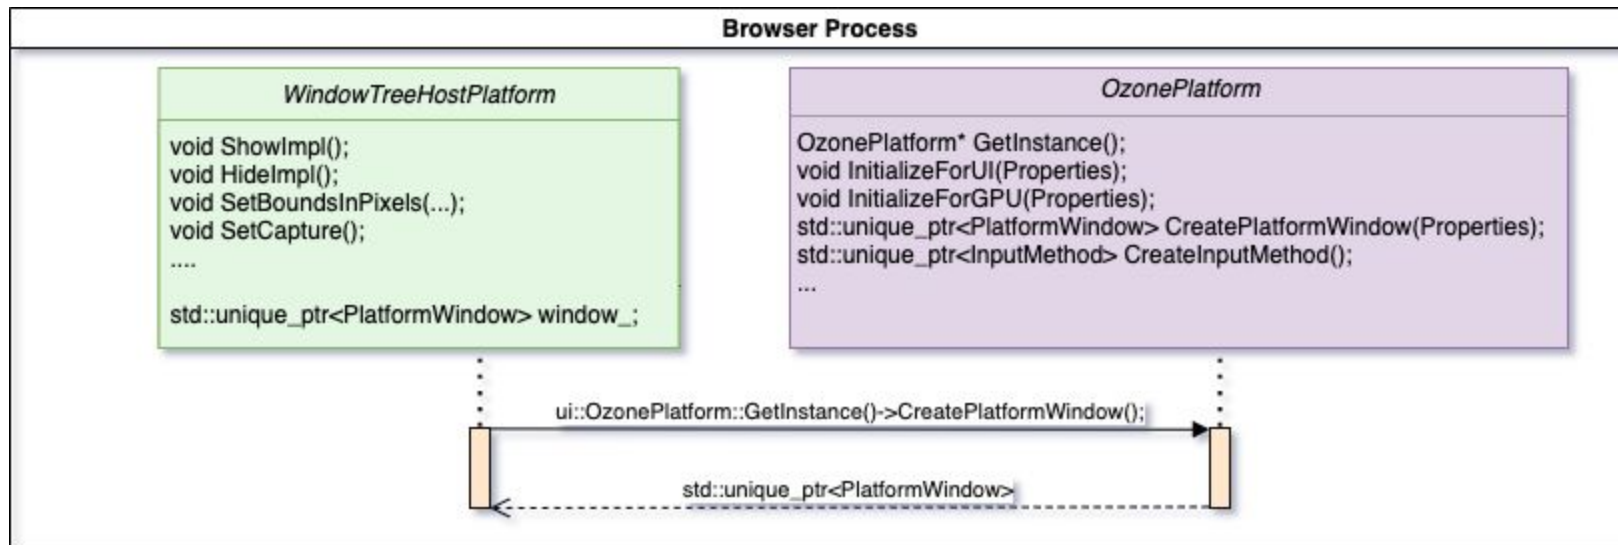 Browser Process
WindowTreeHostPlatform
void ShowImpl();
void HideImpl();
void SetBoundsInPixels(...);
void SetCapture();
....
std::unique_ptr<PlatformWindow> window_;
OzonePlatform
OzonePlatform* GetInstance();
void InitializeForUI(Properties);
void InitializeForGPU(Properties);
std::unique_ptr<PlatformWindow> CreatePlatformWindow(Properties);
std::unique_ptr<InputMethod> CreateInputMethod();
...
ui::OzonePlatform::GetInstance()->CreatePlatformWindow();
std::unique_ptr<PlatformWindow>